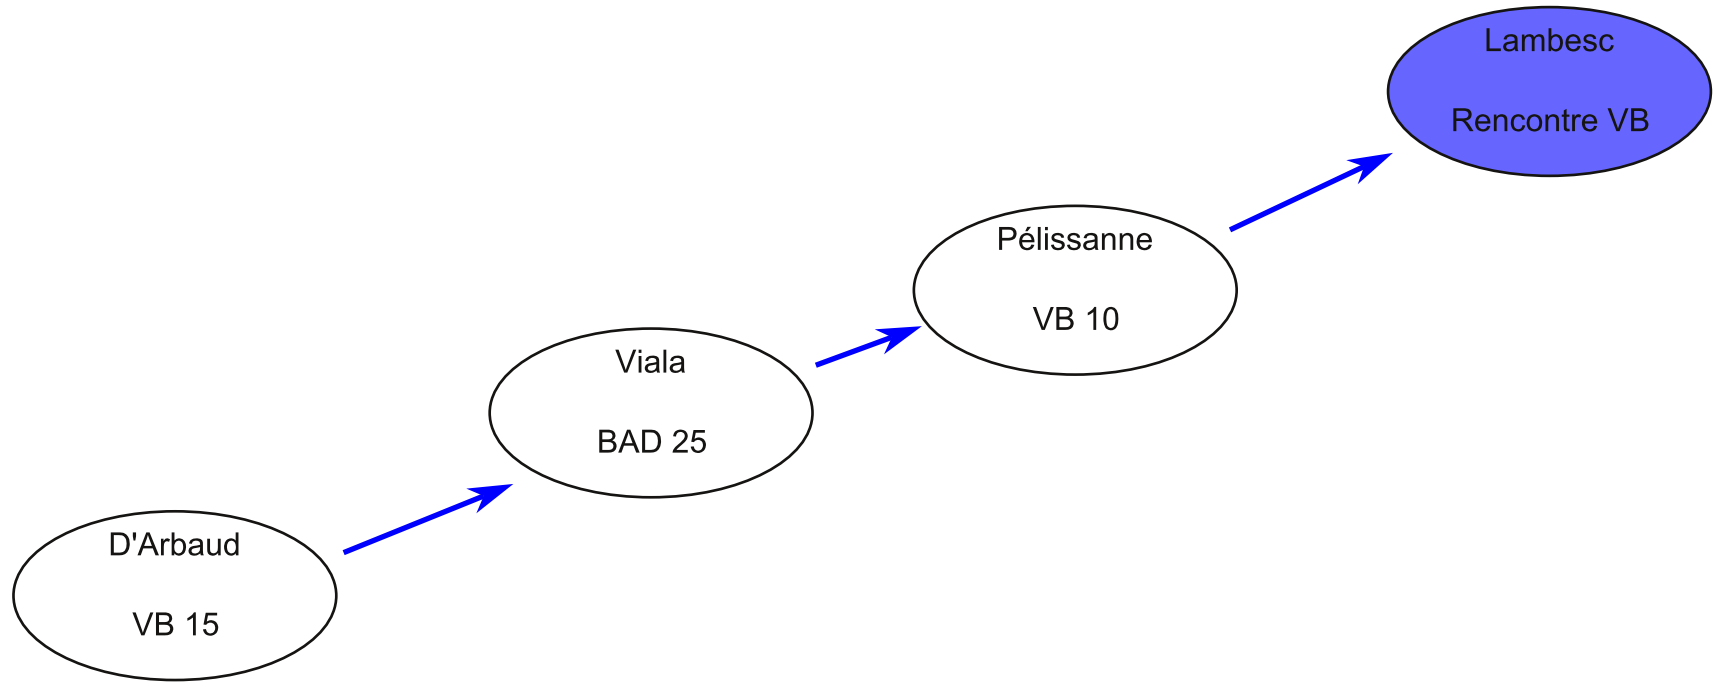 Lambesc
Rencontre VB
Pélissanne
VB 10
Viala
BAD 25
D'Arbaud
VB 15